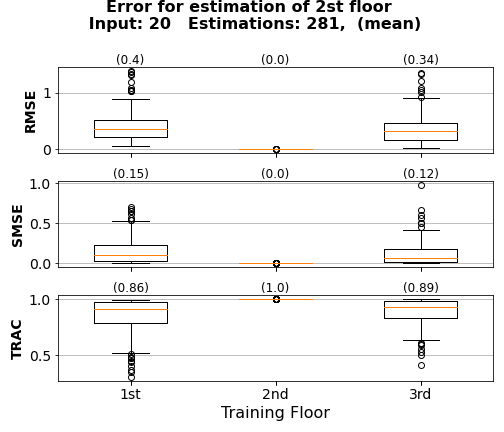 Error for estimation of 2st floor
Input: 20 Estimations: 281, (mean)
(0.4) (0.0) (0.34)
1
RMSE
0
(0.15) (0.0) (0.12)
1.0
SMSE
0.5
0.0
(0.86) (1.0) (0.89)
1.0
TRAC
0.5
1st 2nd 3rd
Training Floor